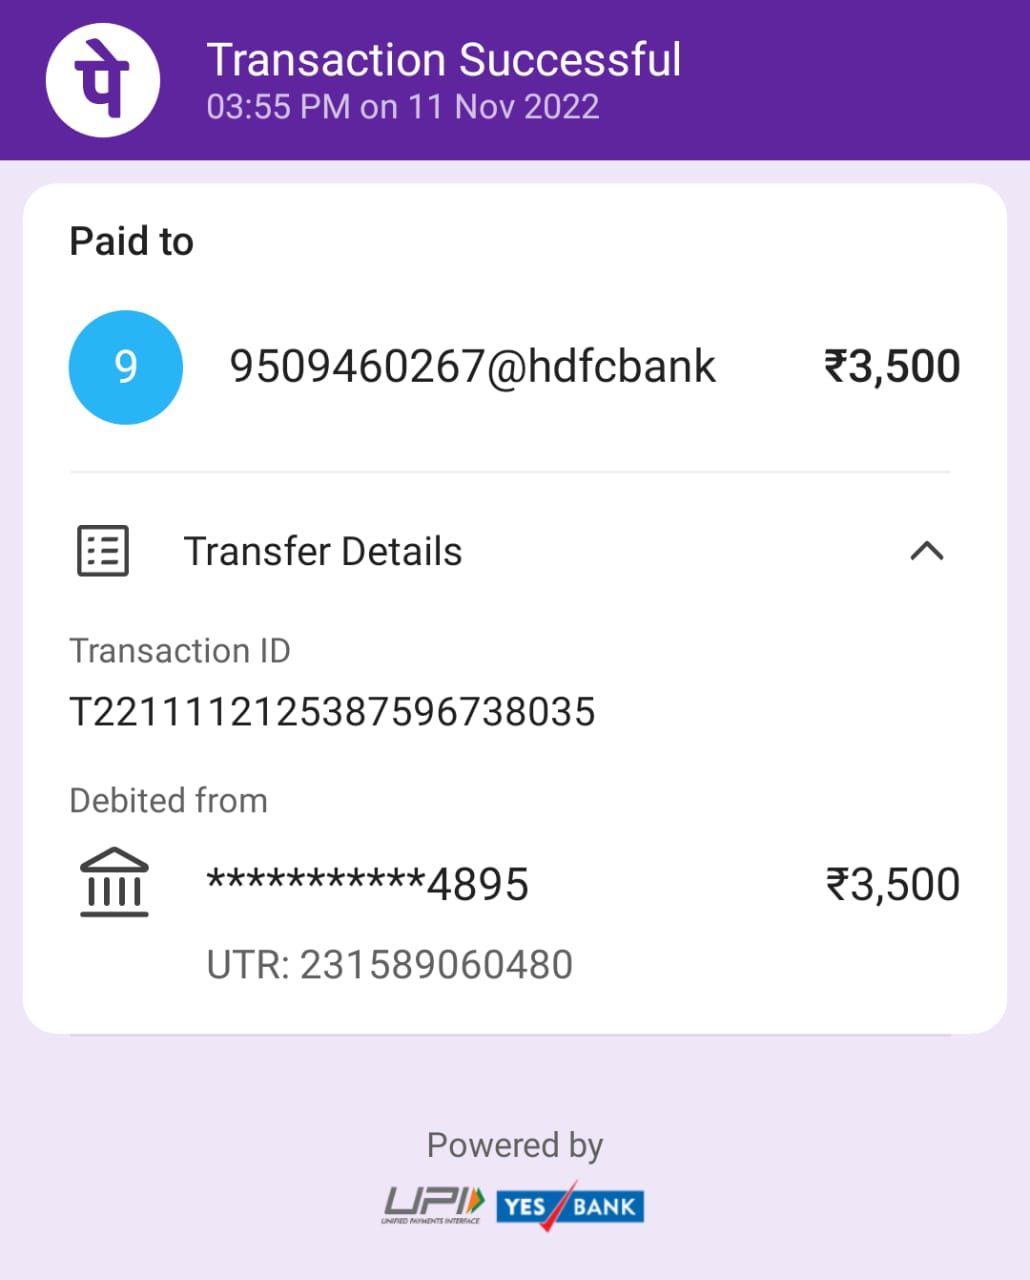 पे
Transaction Successful
03:55 PM on 11 Nov 2022
Paid to
9
9509460267@hdfcbank
₹3,500
Transfer Details
Transaction ID
T2211112125387596738035
Debited from
***********4895
₹3,500
UTR: 231589060480
Powered by
UPI
UNIFIED PAYMENTS INTERFACE
YES BANK